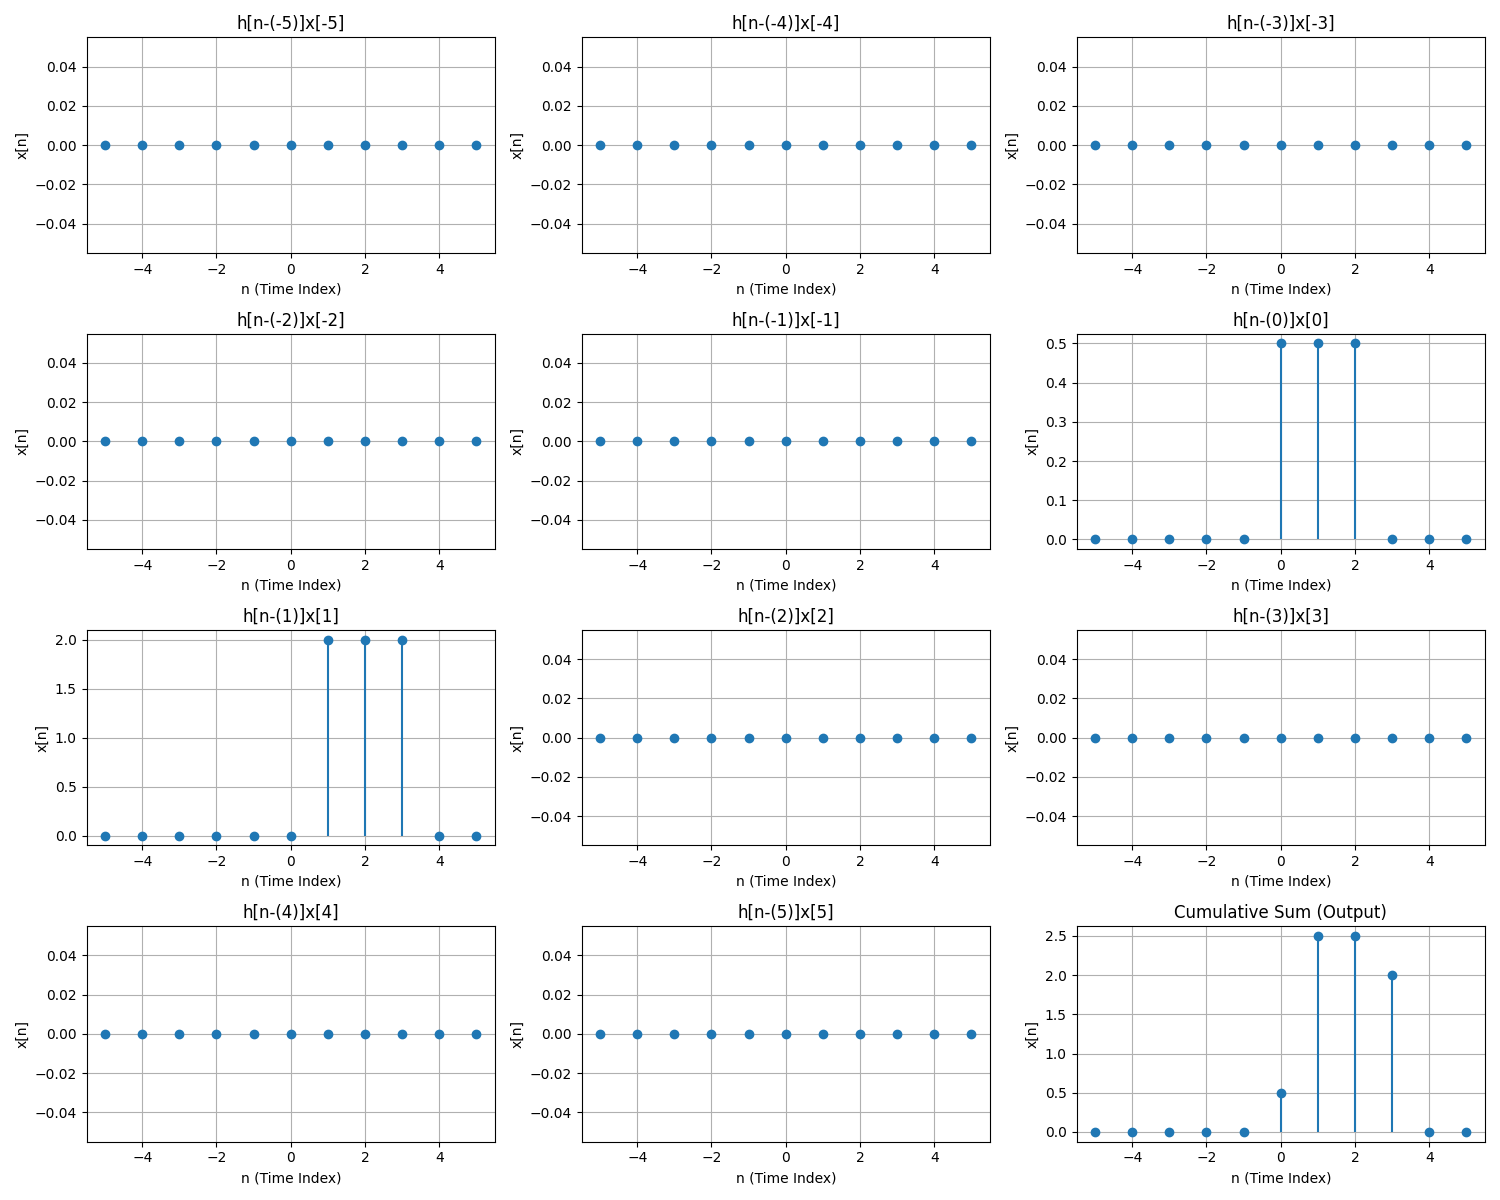 h[n-(-5)]x[-5]
0.04
0.02
0.00
−0.02
−0.04
x[n]
−4 −2 0 2 4
n (Time Index)
h[n-(-4)]x[-4]
0.04
0.02
0.00
−0.02
−0.04
x[n]
−4 −2 0 2 4
n (Time Index)
h[n-(-3)]x[-3]
0.04
0.02
0.00
−0.02
−0.04
x[n]
−4 −2 0 2 4
n (Time Index)
h[n-(-2)]x[-2]
0.04
0.02
0.00
−0.02
−0.04
x[n]
−4 −2 0 2 4
n (Time Index)
h[n-(-1)]x[-1]
0.04
0.02
0.00
−0.02
−0.04
x[n]
−4 −2 0 2 4
n (Time Index)
h[n-(0)]x[0]
0.5
0.4
0.3
0.2
0.1
0.0
x[n]
−4 −2 0 2 4
n (Time Index)
h[n-(1)]x[1]
2.0
1.5
1.0
0.5
0.0
x[n]
−4 −2 0 2 4
n (Time Index)
h[n-(2)]x[2]
0.04
0.02
0.00
−0.02
−0.04
x[n]
−4 −2 0 2 4
n (Time Index)
h[n-(3)]x[3]
0.04
0.02
0.00
−0.02
−0.04
x[n]
−4 −2 0 2 4
n (Time Index)
h[n-(4)]x[4]
0.04
0.02
0.00
−0.02
−0.04
x[n]
−4 −2 0 2 4
n (Time Index)
h[n-(5)]x[5]
0.04
0.02
0.00
−0.02
−0.04
x[n]
−4 −2 0 2 4
n (Time Index)
Cumulative Sum (Output)
2.5
2.0
1.5
1.0
0.5
0.0
x[n]
−4 −2 0 2 4
n (Time Index)